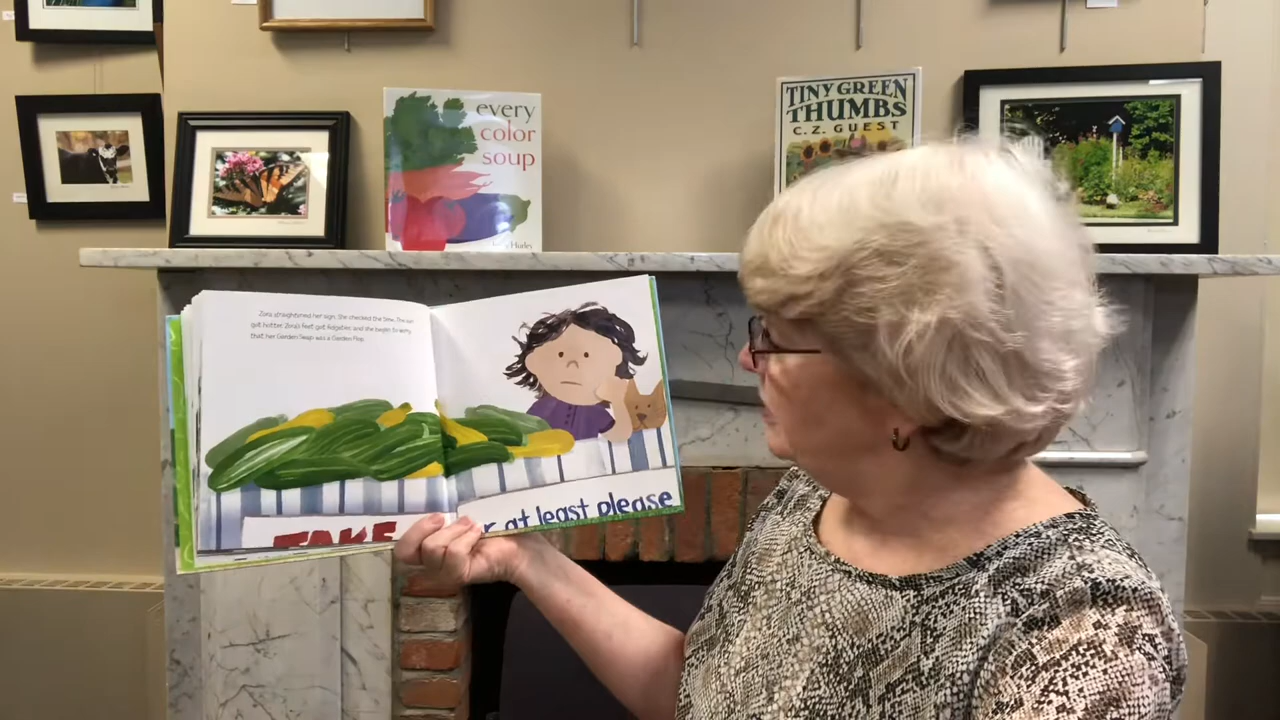 every
color
soup
TINY GREEN
THUMBS
C.Z. GUEST
Zora straightened her sign. She checked the time. The sun
got hotter. Zora's feet got fidgetier, and she began to worry
that her Garden Swap was a Garden Flop.
TAKE
r at least please